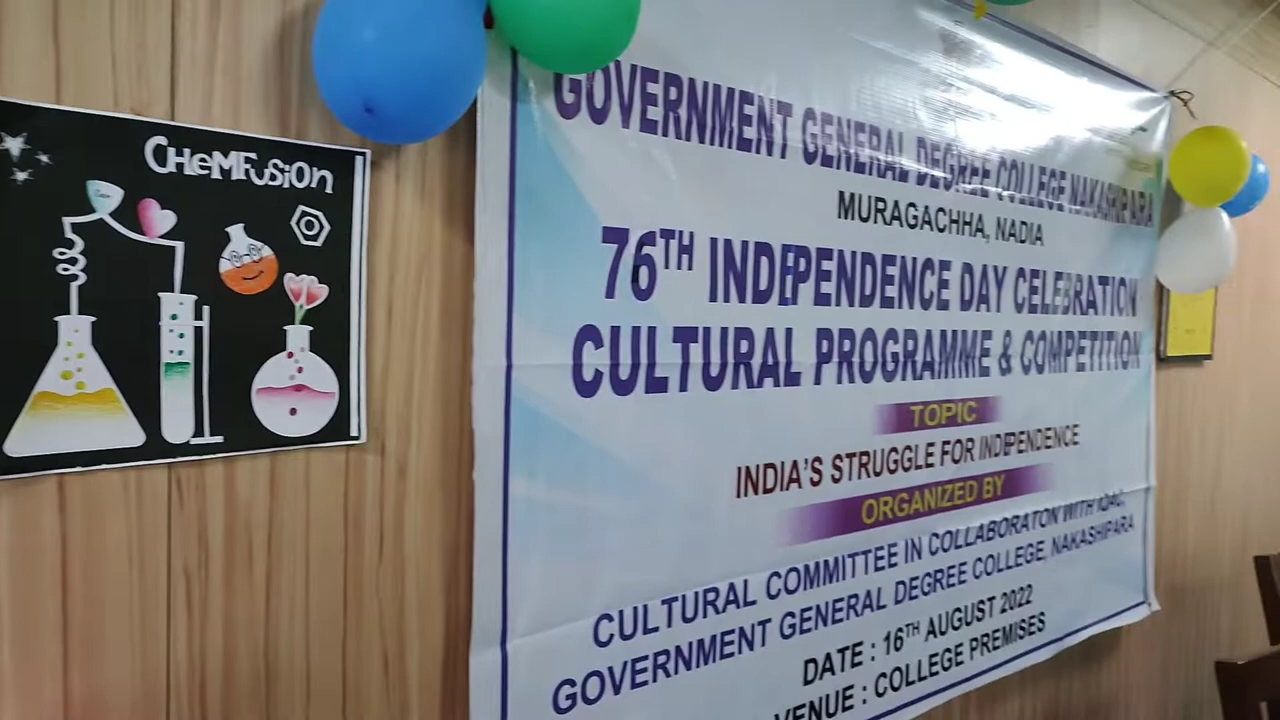 CHeMFusion
GOVERNMENT GENERAL DEGREE COLLEGE NAKASHIPARA
MURAGACHHA, NADIA
76TH INDEPENDENCE DAY CELEBRATION
CULTURAL PROGRAMME & COMPETITION
TOPIC
INDIA'S STRUGGLE FOR INDEPENDENCE
ORGANIZED BY
CULTURAL COMMITTEE IN COLLABORATON WITH IQAC,
GOVERNMENT GENERAL DEGREE COLLEGE, NAKASHIPARA
DATE : 16TH AUGUST 2022
VENUE : COLLEGE PREMISES